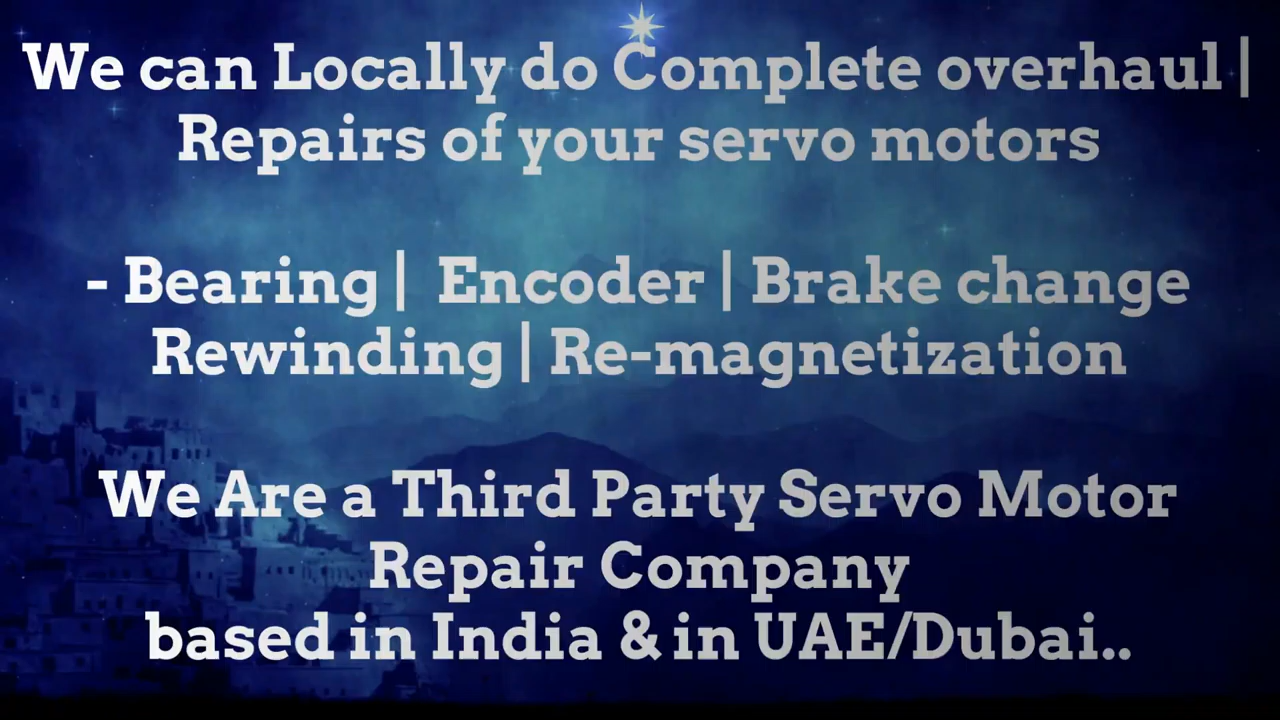 We can Locally do Complete overhaul |
Repairs of your servo motors
- Bearing | Encoder | Brake change
Rewinding | Re-magnetization
We Are a Third Party Servo Motor
Repair Company
based in India & in UAE/Dubai..